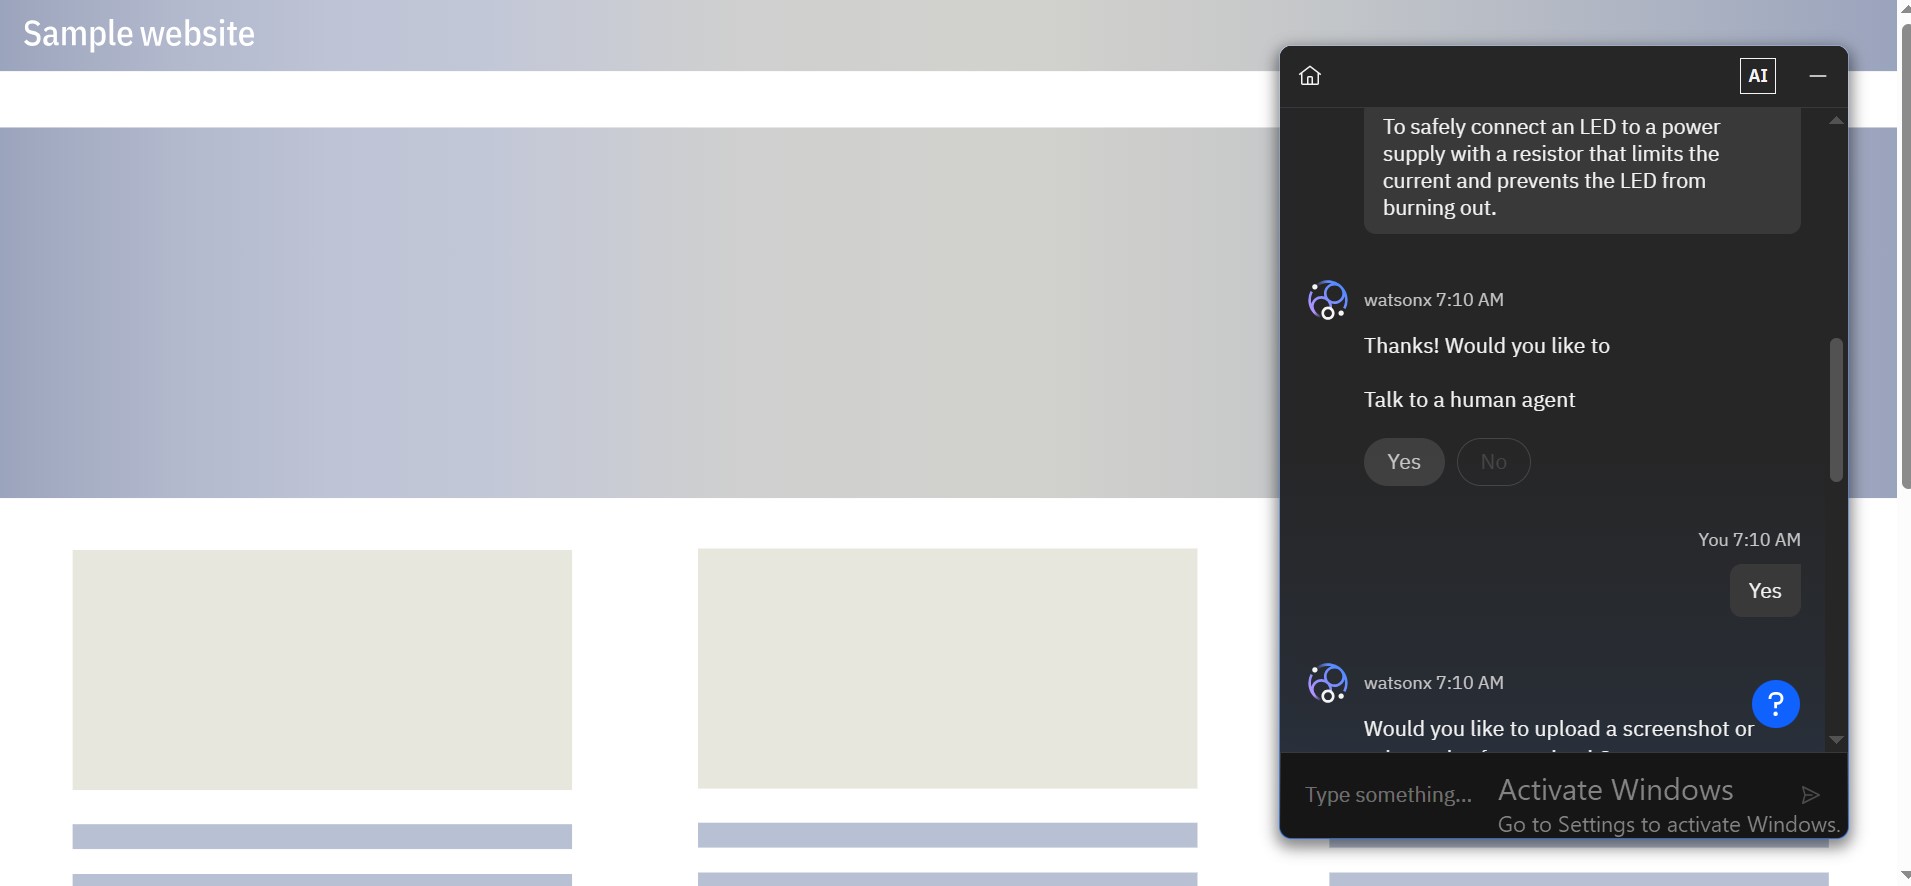 Sample website
AI
To safely connect an LED to a power
supply with a resistor that limits the
current and prevents the LED from
burning out.
watsonx 7:10 AM
Thanks! Would you like to
Talk to a human agent
Yes
No
You 7:10 AM
Yes
watsonx 7:10 AM
?
Would you like to upload a screenshot or
Type something...
Activate Windows
Go to Settings to activate Windows.